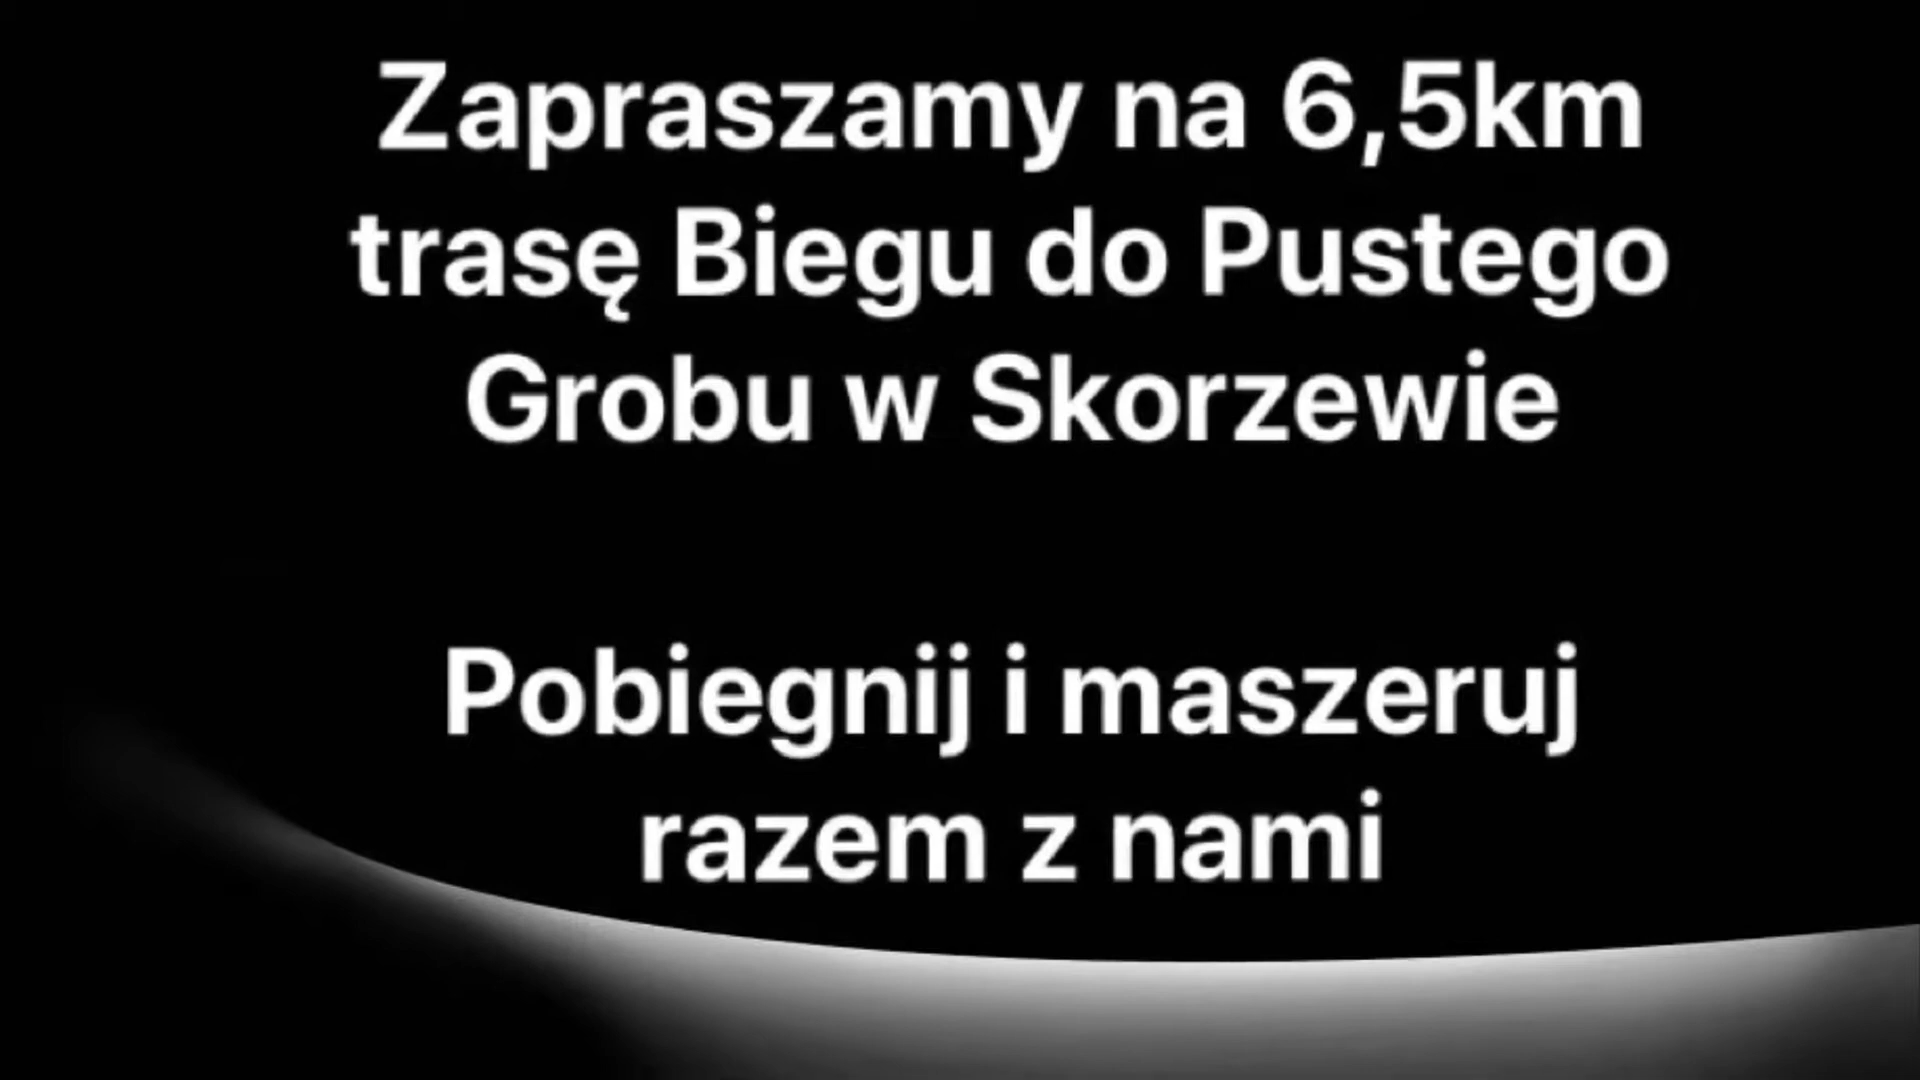 Zapraszamy na 6,5km
trasę Biegu do Pustego
Grobu w Skorzewie
Pobiegnij i maszeruj
razem z nami